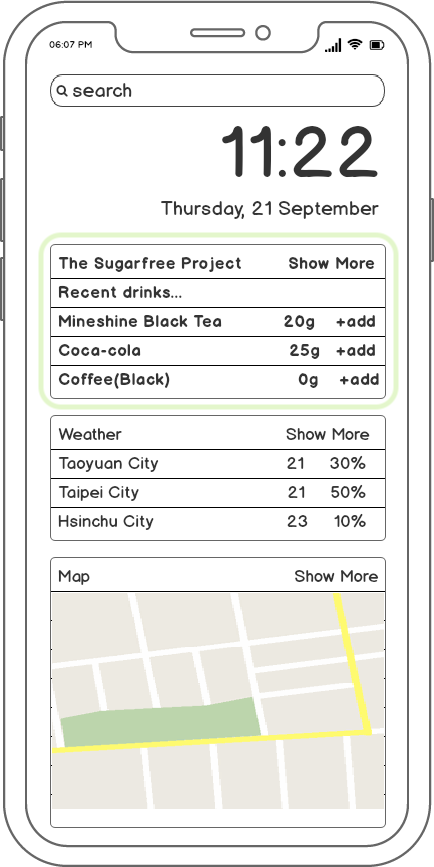 06:07 PM
search
11:22
Thursday, 21 September
The Sugarfree Project Show More
Recent drinks...
Mineshine Black Tea 20g +add
Coca-cola 25g +add
Coffee(Black) 0g +add
Weather Show More
Taoyuan City 21 30%
Taipei City 21 50%
Hsinchu City 23 10%
Map Show More